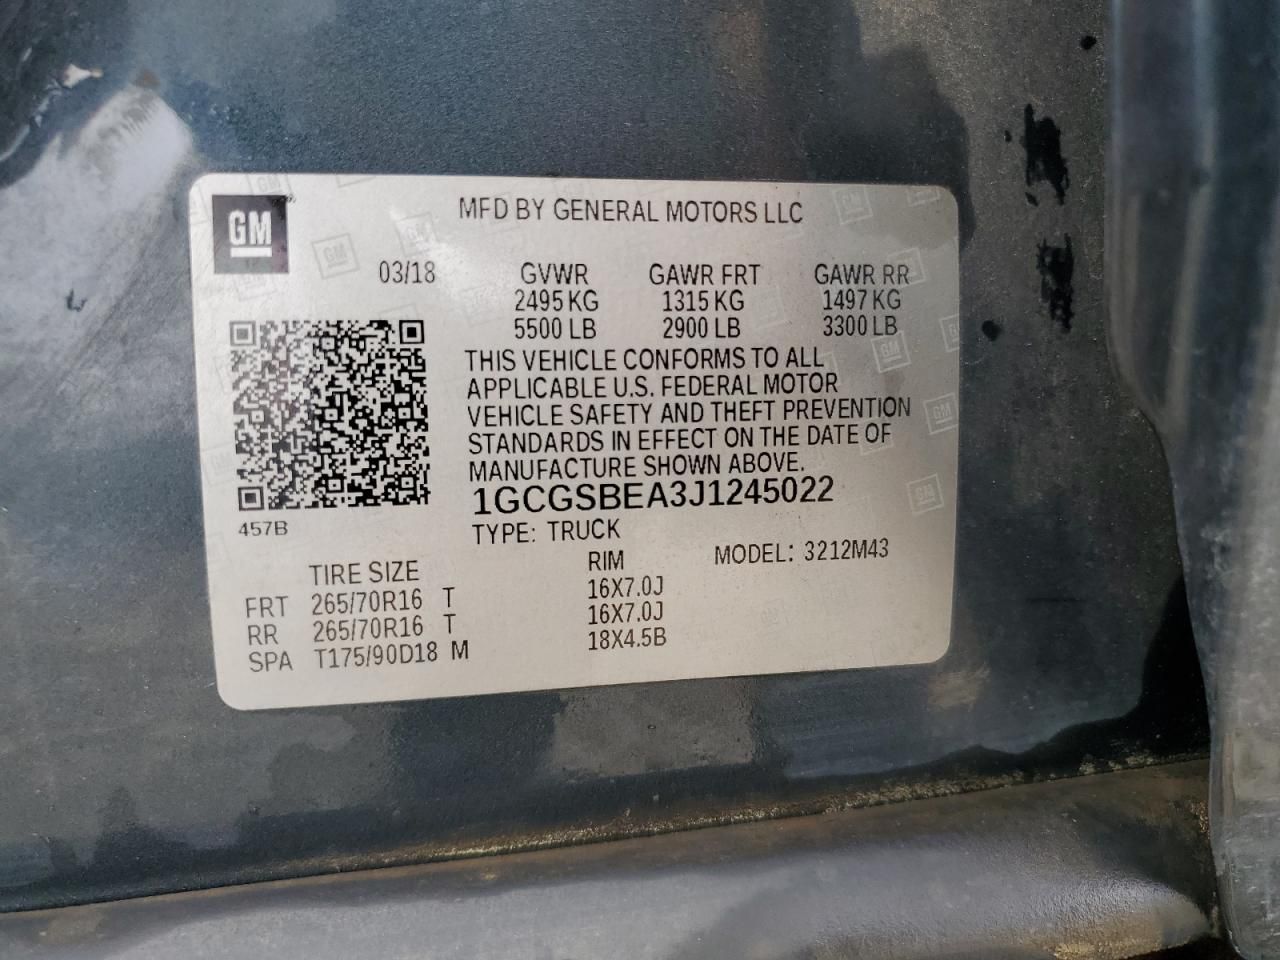 GM
MFD BY GENERAL MOTORS LLC
03/18 GVWR GAWR FRT GAWR RR
2495 KG 1315 KG 1497 KG
5500 LB 2900 LB 3300 LB
THIS VEHICLE CONFORMS TO ALL
APPLICABLE U.S. FEDERAL MOTOR
VEHICLE SAFETY AND THEFT PREVENTION
STANDARDS IN EFFECT ON THE DATE OF
MANUFACTURE SHOWN ABOVE.
1GCGSBEA3J1245022
457B
TYPE: TRUCK
TIRE SIZE RIM MODEL: 3212M43
FRT 265/70R16 T 16X7.0J
RR 265/70R16 T 16X7.0J
SPA T175/90D18 M 18X4.5B